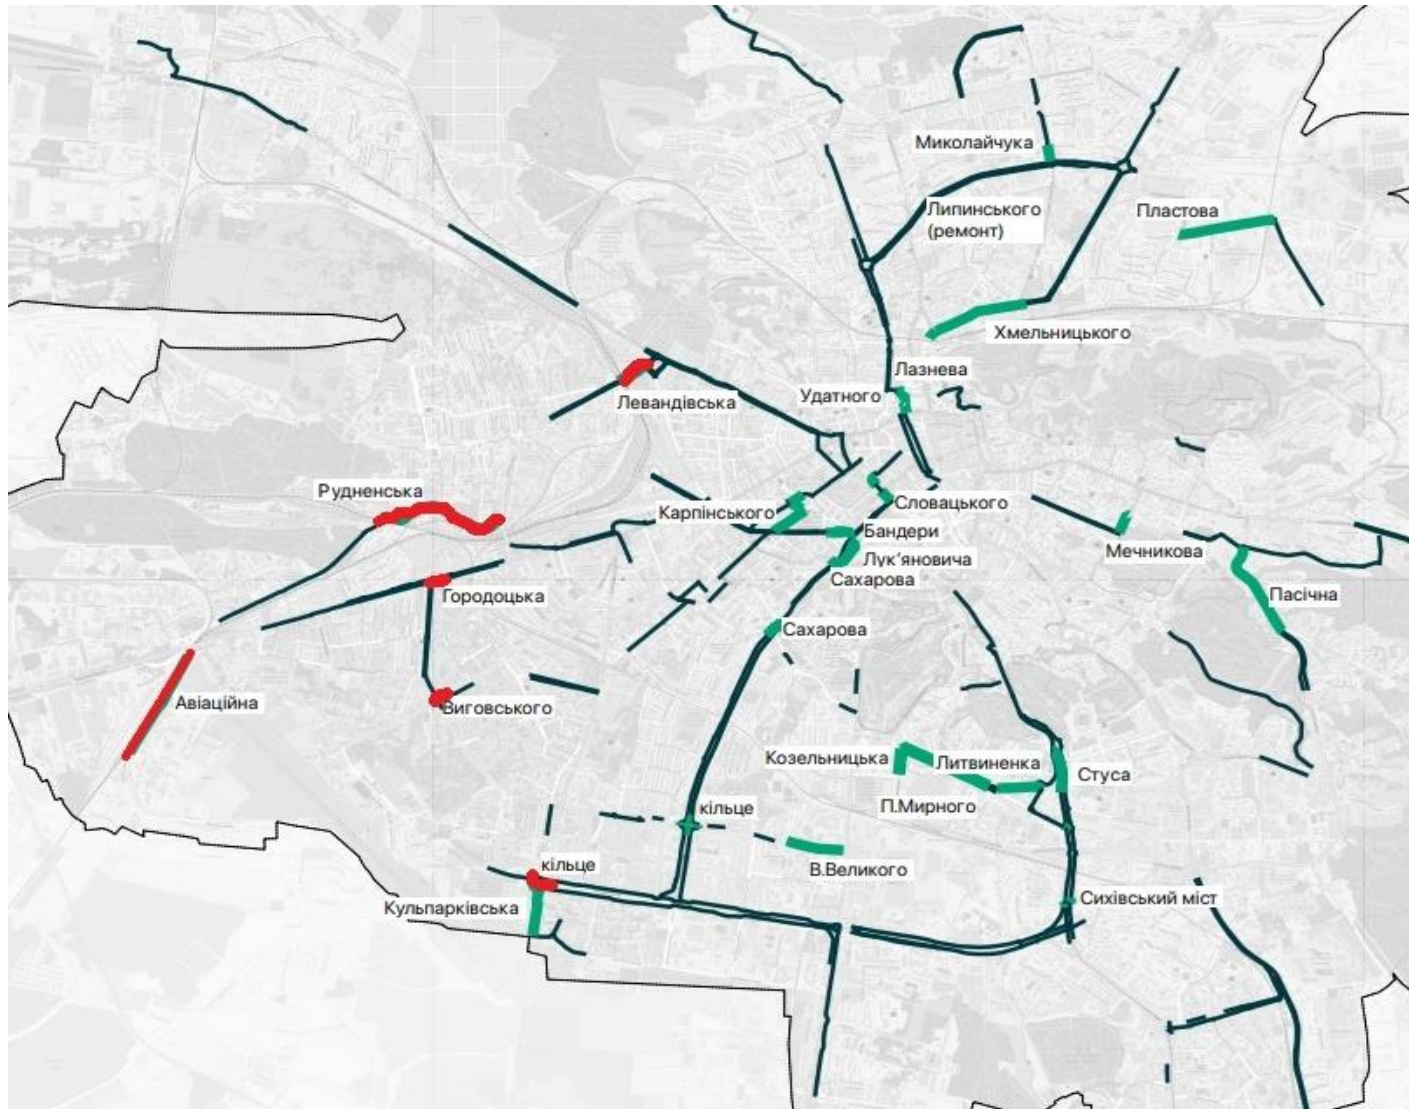 Миколайчука
Липинського
(ремонт)
Пластова
Хмельницького
Лазнева
Удатного
Левандівська
Рудненська
Карпінського
Словацького
Бандери
Лук'яновича
Сахарова
Мечникова
Пасічна
Городоцька
Сахарова
Авіаційна
Виговського
Козельницька
Литвиненка
Стуса
П.Мирного
кільце
В.Великого
кільце
Кульпарківська
Сихівський міст